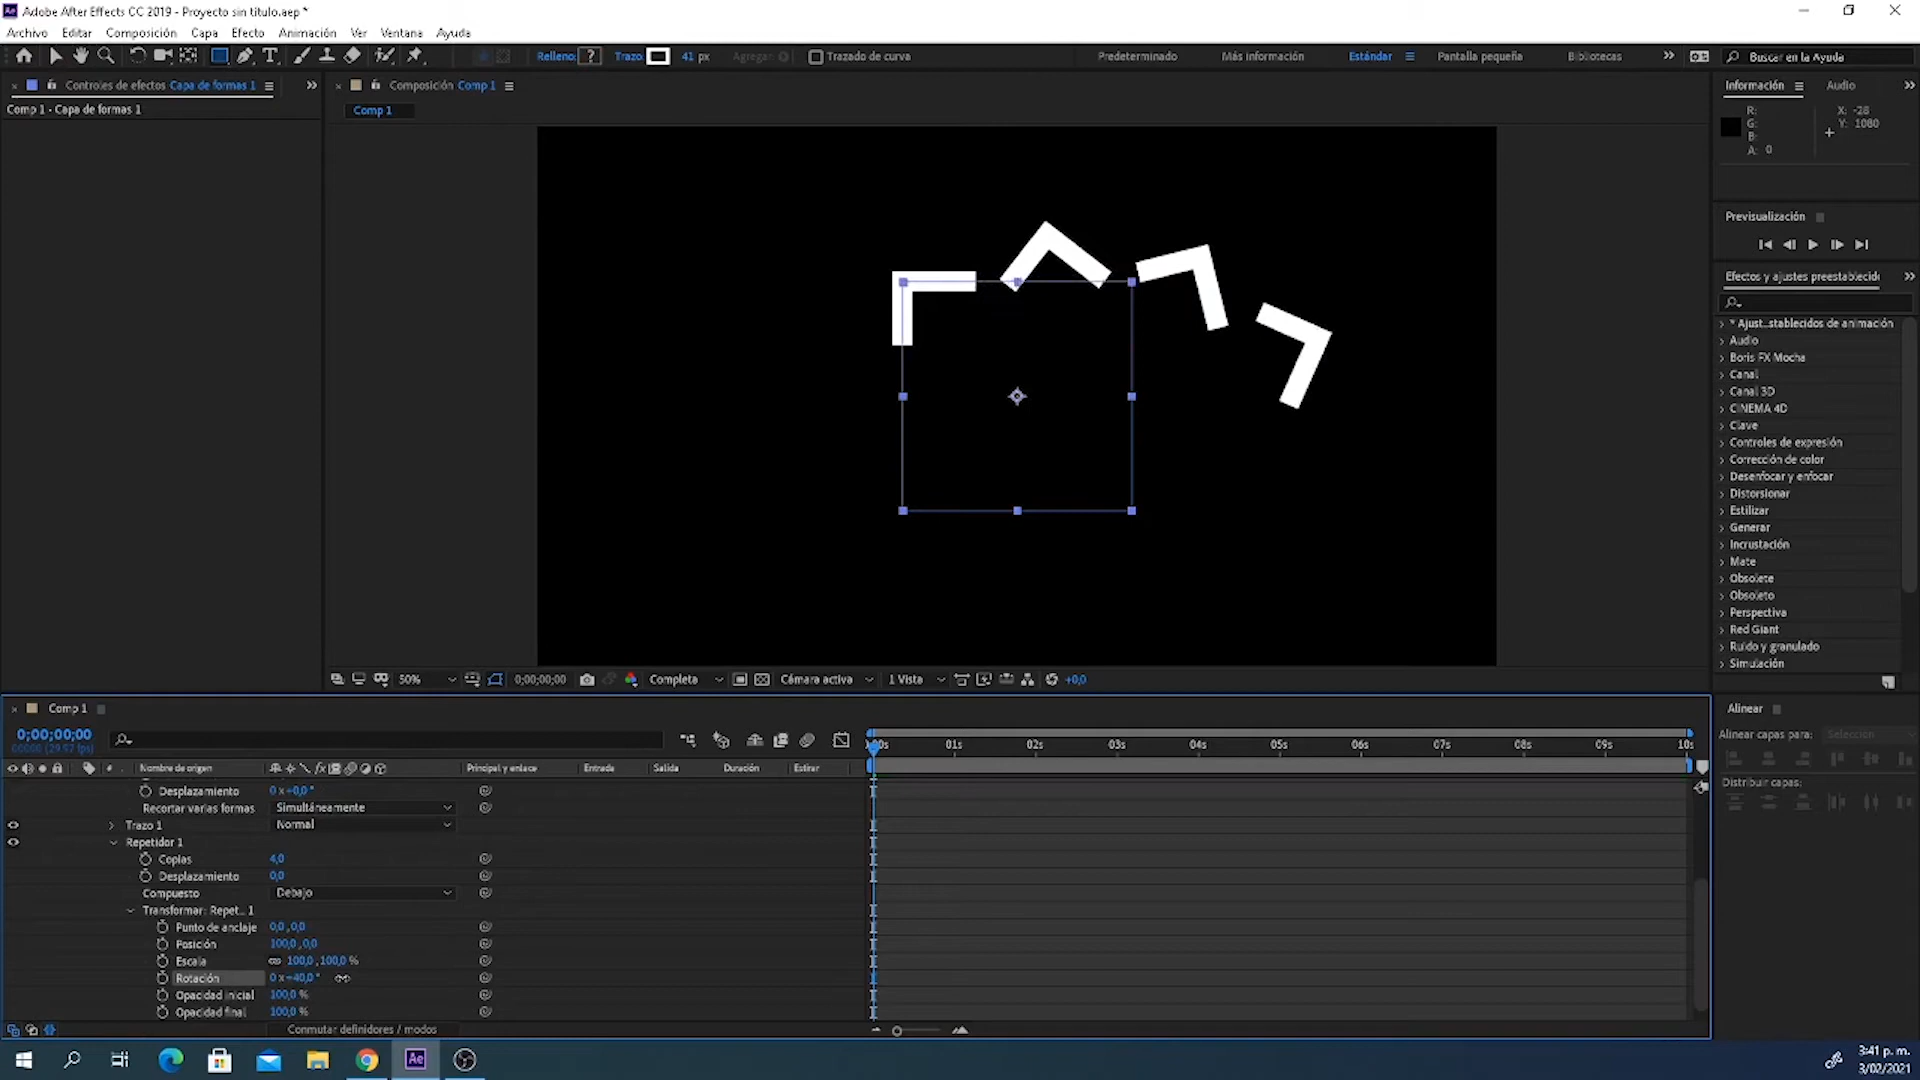 Adobe After Effects CC 2019 - Proyecto sin título.aep *
Archivo Editar Composición Capa Efecto Animación Ver Ventana Ayuda
Relleno: ? Trazo: 41 px Agregar: Trazado de curva Predeterminado Más información Estándar Pantalla pequeña Bibliotecas Buscar en la Ayuda
Controles de efectos Capa de formas 1
Comp 1 - Capa de formas 1
Composición Comp 1
Comp 1
Información Audio
R:
G:
B:
A: 0
X: -28
Y: 1080
Previsualización
Efectos y ajustes preestablecido
* Ajust...stablecidos de animación
Audio
Boris FX Mocha
Canal
Canal 3D
CINEMA 4D
Clave
Controles de expresión
Corrección de color
Desenfocar y enfocar
Distorsionar
Estilizar
Generar
Incrustación
Mate
Obsolete
Obsoleto
Perspectiva
Red Giant
Ruido y granulado
Simulación
50% 0;00;00;00 Completa Cámara activa 1 Vista +0,0
Comp 1
0;00;00;00
00000 (29.97 fps)
Nombre de origen Principal y enlace Entrada Salida Duración Estirar
01s 02s 03s 04s 05s 06s 07s 08s 09s 10s
Desplazamiento 0 x +0,0 °
Recortar varias formas Simultáneamente
Trazo 1 Normal
Repetidor 1
Copias 4,0
Desplazamiento 0,0
Compuesto Debajo
Transformar: Repet... 1
Punto de anclaje 0,0 ,0,0
Posición 100,0 ,0,0
Escala 100,0 ,100,0 %
Rotación 0 x +40,0 °
Opacidad inicial 100,0 %
Opacidad final 100,0 %
Conmutar definidores / modos
Alinear
Alinear capas para: Selección
Distribuir capas:
Ae
3:41 p. m.
3/02/2021